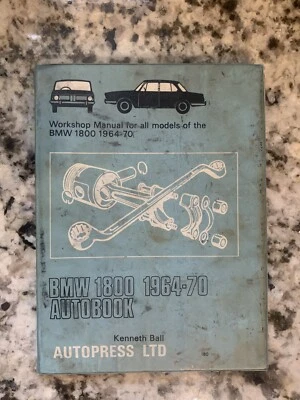 Workshop Manual for all models of the
BMW 1800 1964-70
BMW 1800 1964-70
AUTOBOOK
Kenneth Ball
AUTOPRESS LTD